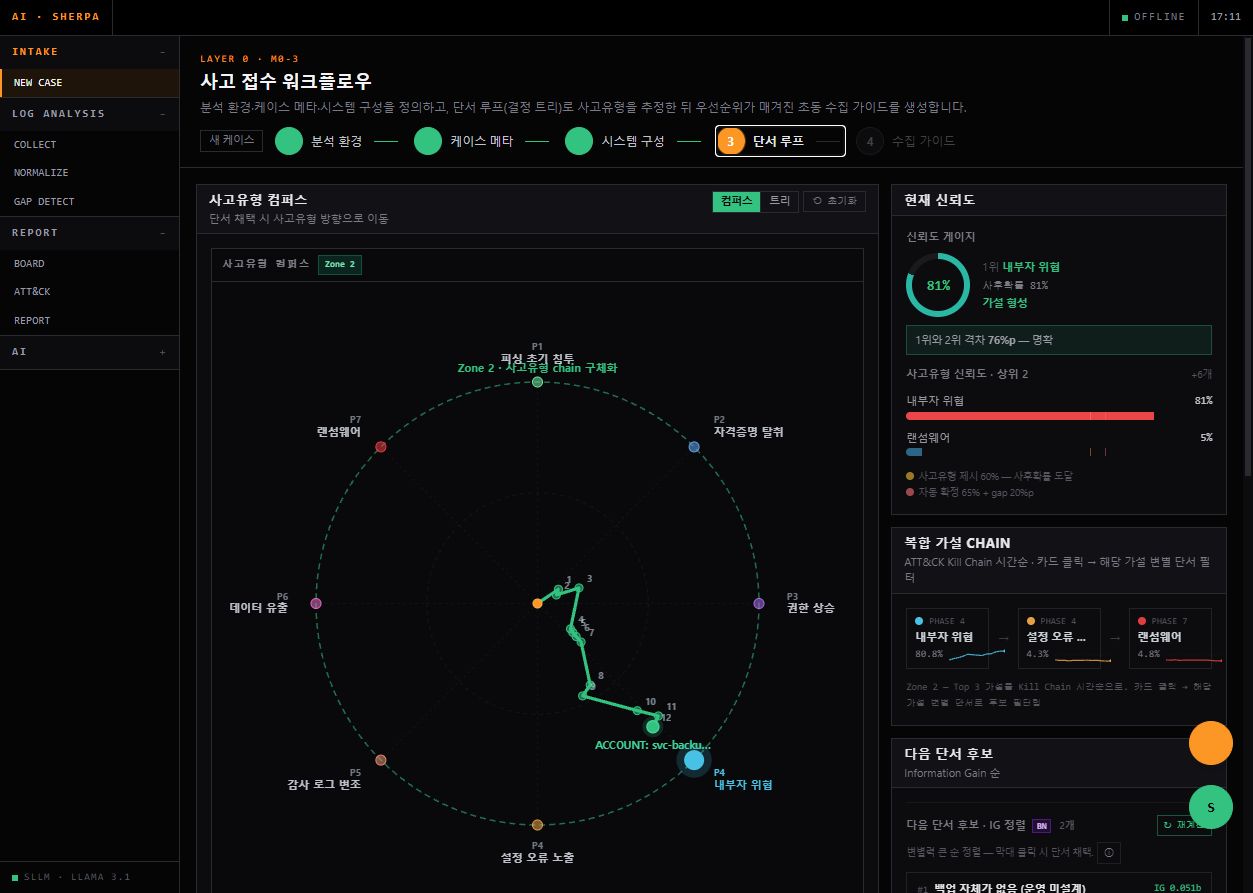 AI · SHERPA
OFFLINE
17:11
INTAKE
NEW CASE
LOG ANALYSIS
COLLECT
NORMALIZE
GAP DETECT
REPORT
BOARD
ATT&CK
REPORT
AI
SLLM · LLAMA 3.1
LAYER 0 · M0-3
사고 접수 워크플로우
분석 환경·케이스 메타·시스템 구성을 정의하고, 단서 루프(결정 트리)로 사고유형을 추정한 뒤 우선순위가 매겨진 초동 수집 가이드를 생성합니다.
새 케이스
분석 환경
케이스 메타
시스템 구성
3 단서 루프
4 수집 가이드
사고유형 컴퍼스
단서 채택 시 사고유형 방향으로 이동
컴퍼스
트리
초기화
사고유형 컴퍼스 Zone 2
P1
피싱 초기 침투
Zone 2 · 사고유형 chain 구체화
P7
랜섬웨어
P2
자격증명 탈취
P6
데이터 유출
P3
권한 상승
1
2
3
7
8
10
11
12
ACCOUNT: svc-backu…
P5
감사 로그 변조
P4
내부자 위협
P4
설정 오류 노출
현재 신뢰도
신뢰도 게이지
81%
1위 내부자 위협
사후확률 81%
가설 형성
1위와 2위 격차 76%p — 명확
사고유형 신뢰도 · 상위 2
+6개
내부자 위협
81%
랜섬웨어
5%
사고유형 제시 60% — 사후확률 도달
자동 확정 65% + gap 20%p
복합 가설 CHAIN
ATT&CK Kill Chain 시간순 · 카드 클릭 → 해당 가설 변별 단서 필
터
PHASE 4
내부자 위협
80.8%
→
PHASE 4
설정 오류 …
4.3%
→
PHASE 7
랜섬웨어
4.8%
Zone 2 — Top 3 가설를 Kill Chain 시간순으로. 카드 클릭 → 해당
가설 변별 단서로 후보 필터링
다음 단서 후보
Information Gain 순
다음 단서 후보 · IG 정렬 BN 2개
S
변별력 큰 순 정렬 — 막대 클릭 시 단서 채택.
#1 백업 자체가 없음 (운영 미설계)
IG 0.051b